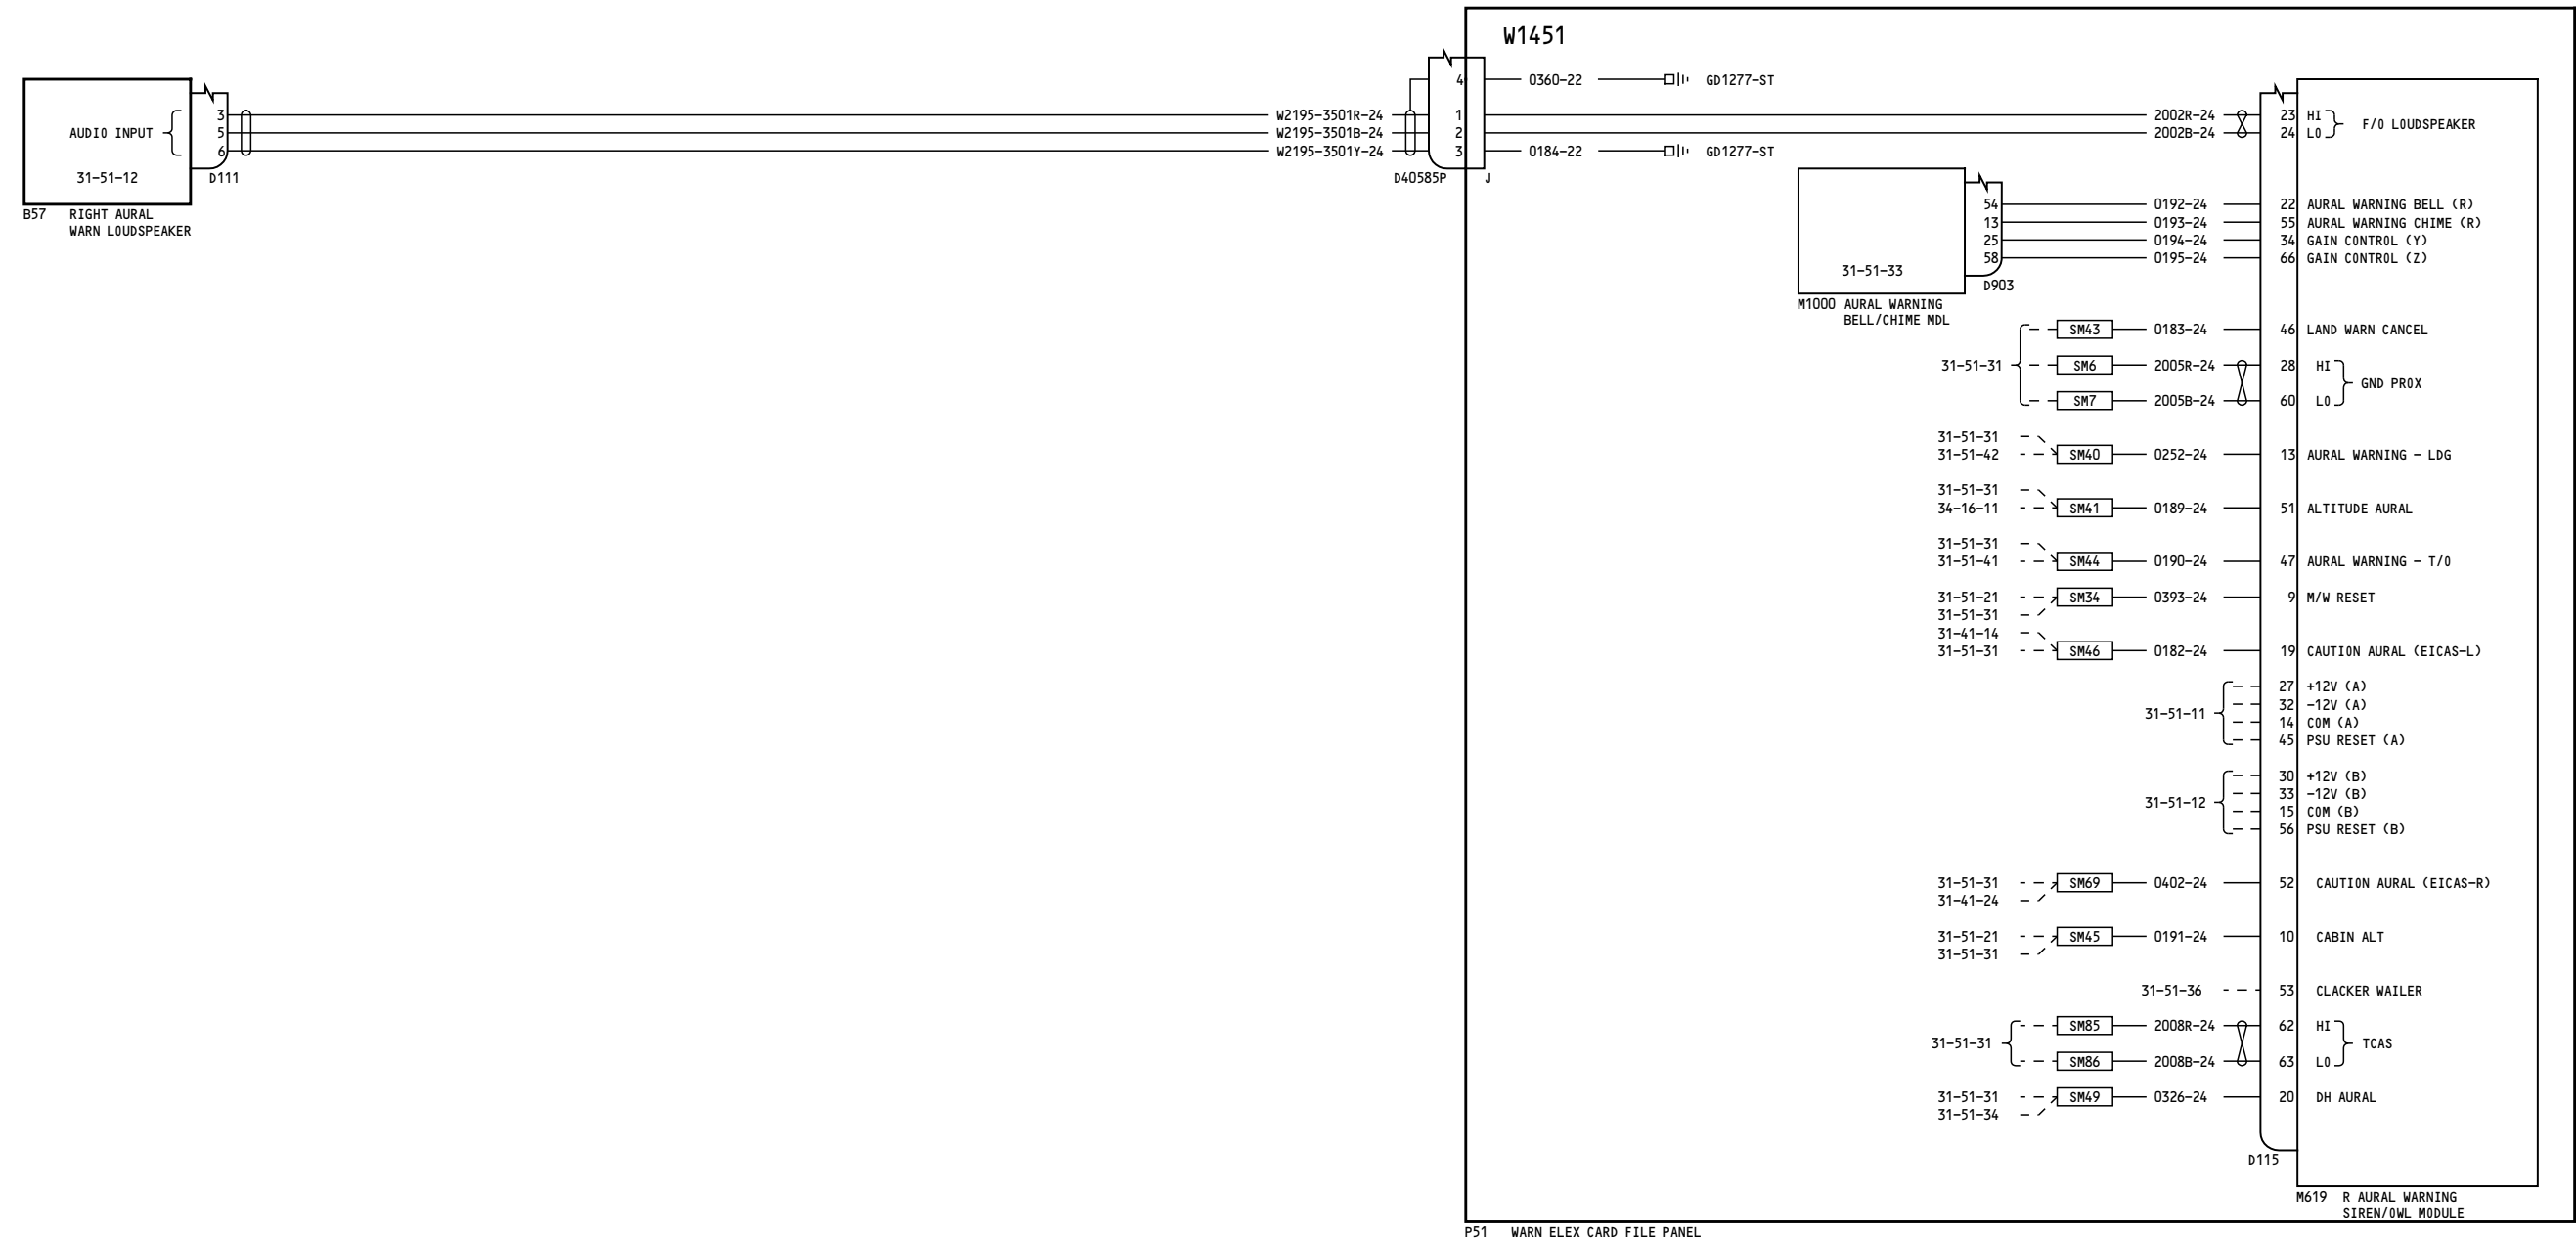 W1451
4 0360-22 GD1277-ST
AUDIO INPUT
3 W2195-3501R-24 1 2002R-24 23 HI
5 W2195-3501B-24 2 2002B-24 24 LO
F/O LOUDSPEAKER
6 W2195-3501Y-24 3 0184-22 GD1277-ST
31-51-12 D111 D40585P J
B57 RIGHT AURAL
WARN LOUDSPEAKER
54 0192-24 22 AURAL WARNING BELL (R)
13 0193-24 55 AURAL WARNING CHIME (R)
25 0194-24 34 GAIN CONTROL (Y)
58 0195-24 66 GAIN CONTROL (Z)
31-51-33
D903
M1000 AURAL WARNING
BELL/CHIME MDL
SM43 0183-24 46 LAND WARN CANCEL
31-51-31 SM6 2005R-24 28 HI
GND PROX
SM7 2005B-24 60 LO
31-51-31
31-51-42 SM40 0252-24 13 AURAL WARNING - LDG
31-51-31
34-16-11 SM41 0189-24 51 ALTITUDE AURAL
31-51-31
31-51-41 SM44 0190-24 47 AURAL WARNING - T/O
31-51-21 SM34 0393-24 9 M/W RESET
31-51-31
31-41-14
31-51-31 SM46 0182-24 19 CAUTION AURAL (EICAS-L)
27 +12V (A)
32 -12V (A)
31-51-11
14 COM (A)
45 PSU RESET (A)
30 +12V (B)
33 -12V (B)
31-51-12
15 COM (B)
56 PSU RESET (B)
31-51-31 SM69 0402-24 52 CAUTION AURAL (EICAS-R)
31-41-24
31-51-21 SM45 0191-24 10 CABIN ALT
31-51-31
31-51-36 53 CLACKER WAILER
SM85 2008R-24 62 HI
31-51-31 TCAS
SM86 2008B-24 63 LO
31-51-31 SM49 0326-24 20 DH AURAL
31-51-34
D115
M619 R AURAL WARNING
SIREN/OWL MODULE
P51 WARN ELEX CARD FILE PANEL